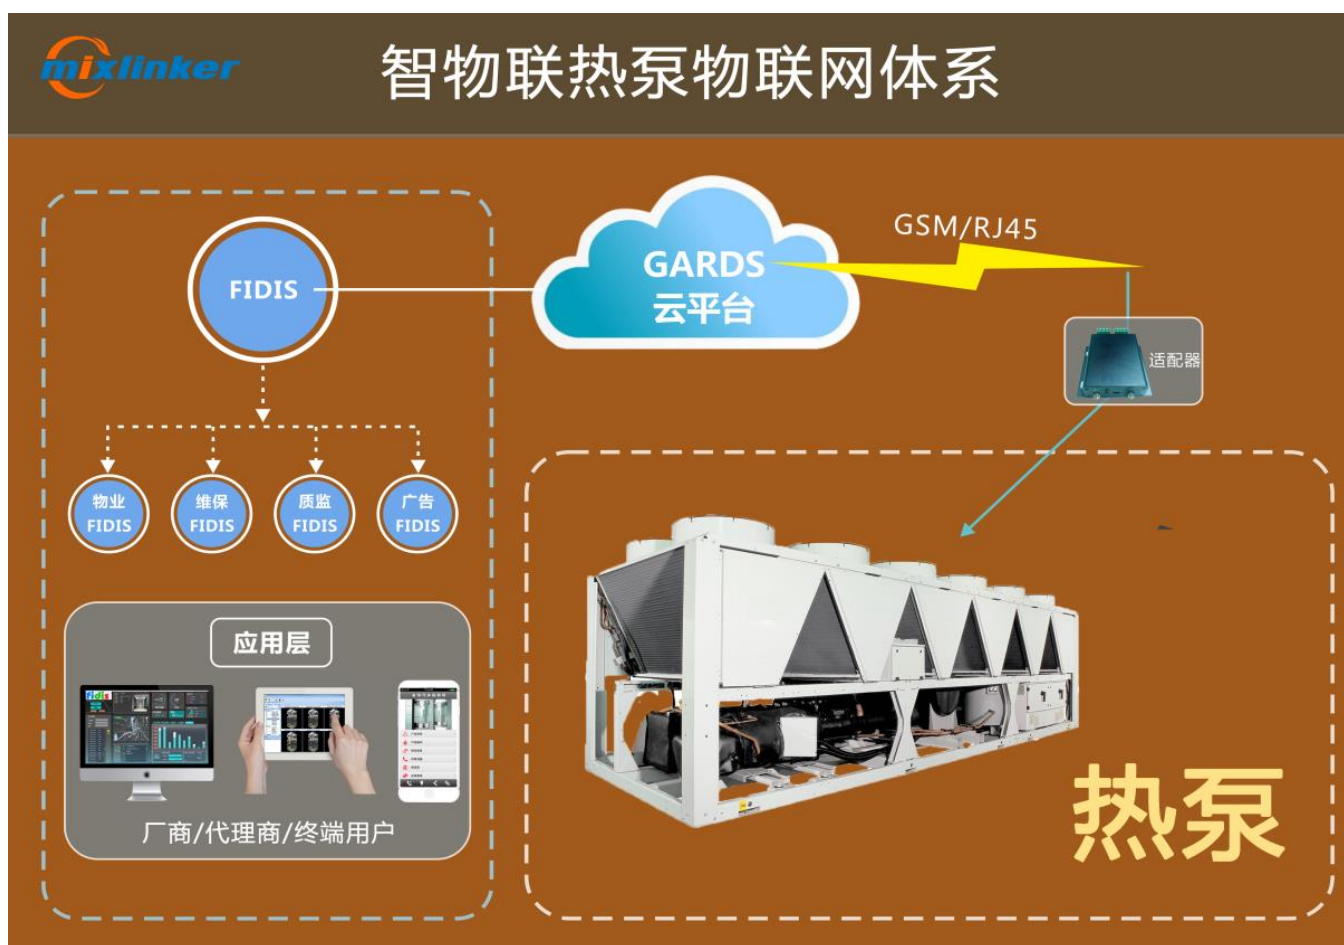 mixlinker
智物联热泵物联网体系
FIDIS
GARDS
云平台
GSM/RJ45
适配器
物业
FIDIS
维保
FIDIS
质监
FIDIS
广告
FIDIS
应用层
Fidis
厂商/代理商/终端用户
热泵